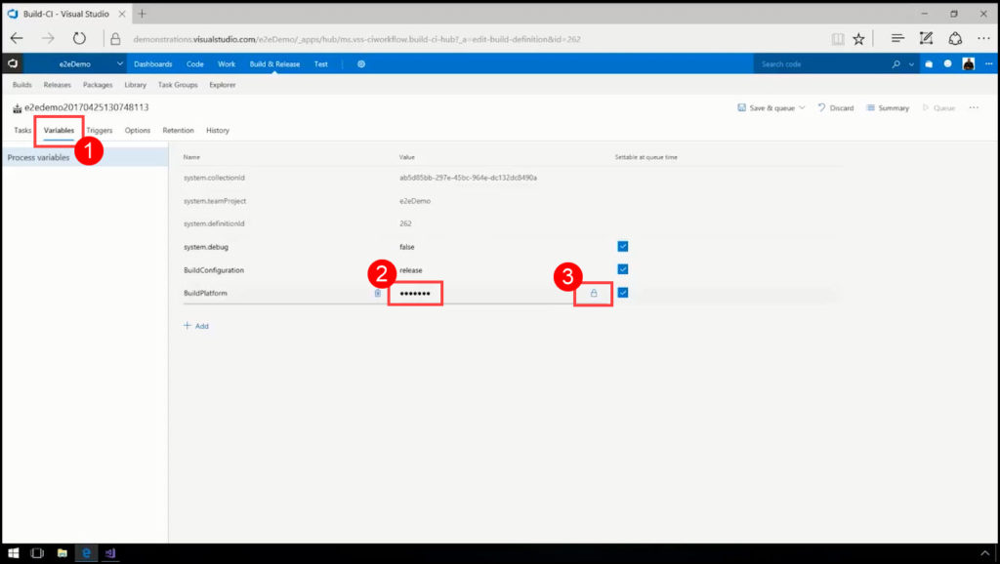 Build-CI - Visual Studio
demonstrations.visualstudio.com/e2eDemo/_apps/hub/ms.vss-ciworkflow.build-ci-hub?_a=edit-build-definition&id=262
e2eDemo Dashboards Code Work Build & Release Test Search code
Builds Releases Packages Library Task Groups Explorer
e2edemo20170425130748113 Save & queue Discard Summary Queue ...
Tasks Variables Triggers Options Retention History
1
Process variables Name Value Settable at queue time
system.collectionId ab5d85bb-297e-45bc-964e-dc132dc8490a
system.teamProject e2eDemo
system.definitionId 262
system.debug false
BuildConfiguration release
2 3
BuildPlatform •••••••
+ Add